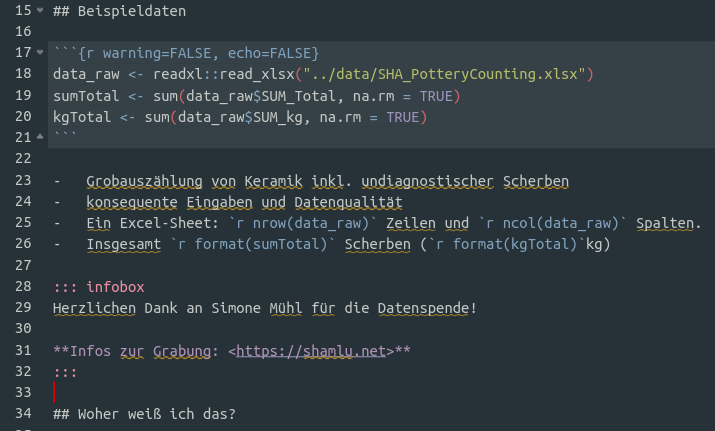 15 ## Beispieldaten
16
17 ```{r warning=FALSE, echo=FALSE}
18 data_raw <- readxl::read_xlsx("../data/SHA_PotteryCounting.xlsx")
19 sumTotal <- sum(data_raw$SUM_Total, na.rm = TRUE)
20 kgTotal <- sum(data_raw$SUM_kg, na.rm = TRUE)
21 ```
22
23 -   Grobauszählung von Keramik inkl. undiagnostischer Scherben
24 -   konsequente Eingaben und Datenqualität
25 -   Ein Excel-Sheet: `r nrow(data_raw)` Zeilen und `r ncol(data_raw)` Spalten.
26 -   Insgesamt `r format(sumTotal)` Scherben (`r format(kgTotal)`kg)
27
28 ::: infobox
29 Herzlichen Dank an Simone Mühl für die Datenspende!
30
31 **Infos zur Grabung: <https://shamlu.net>**
32 :::
33
34 ## Woher weiß ich das?